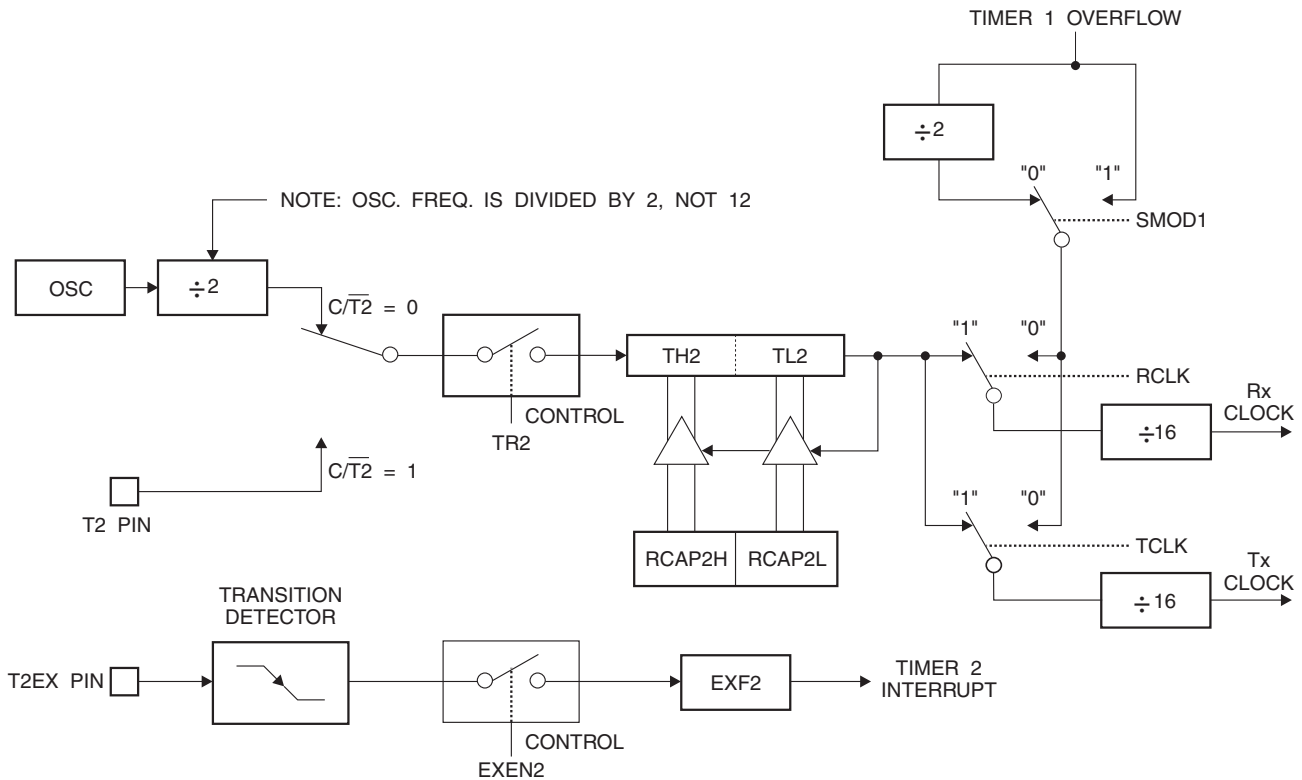 TIMER 1 OVERFLOW
÷2
"0" "1"
NOTE: OSC. FREQ. IS DIVIDED BY 2, NOT 12
SMOD1
OSC
÷2
C/T2̅ = 0
"1" "0"
TH2 TL2
RCLK
Rx
CLOCK
CONTROL
TR2
÷16
C/T2̅ = 1
T2 PIN
"1" "0"
TCLK
RCAP2H RCAP2L
Tx
CLOCK
÷16
TRANSITION
DETECTOR
T2EX PIN
EXF2
TIMER 2
INTERRUPT
CONTROL
EXEN2